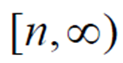 [n, ∞)